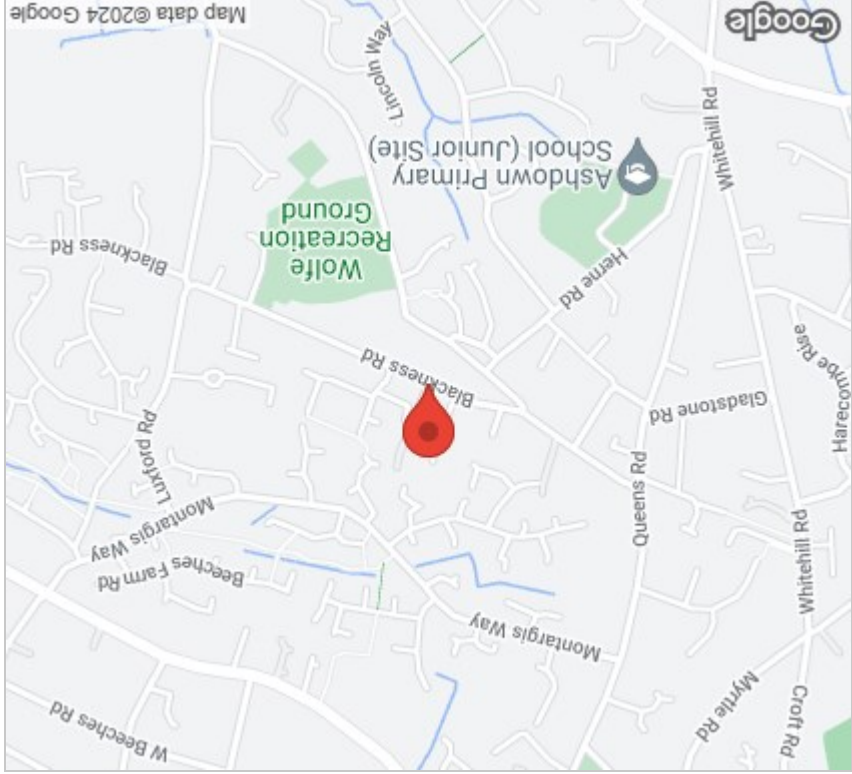 W Beeches Rd
Croft Rd
Myrtle Rd
Montargis Way
Beeches Farm Rd
Montargis Way
Whitehill Rd
Queens Rd
Luxford Rd
Harecombe Rise
Gladstone Rd
Blackness Rd
Blackness Rd
Herne Rd
Wolfe
Recreation
Ground
Ashdown Primary
School (Junior Site)
Whitehill Rd
Lincoln Way
Google
Map data ©2024 Google